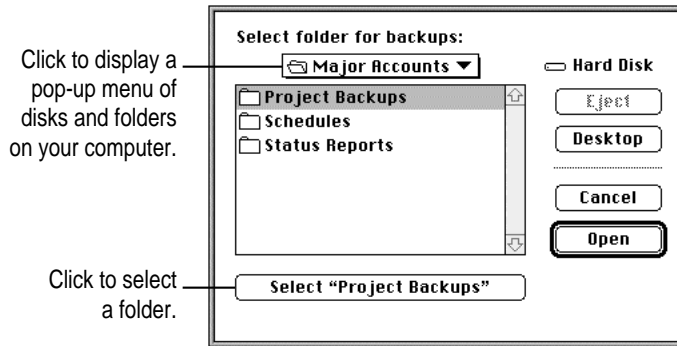 Click to display a
pop-up menu of
disks and folders
on your computer.
Select folder for backups:
Major Accounts
Hard Disk
Project Backups
Schedules
Status Reports
Eject
Desktop
Cancel
Open
Click to select
a folder.
Select “Project Backups”